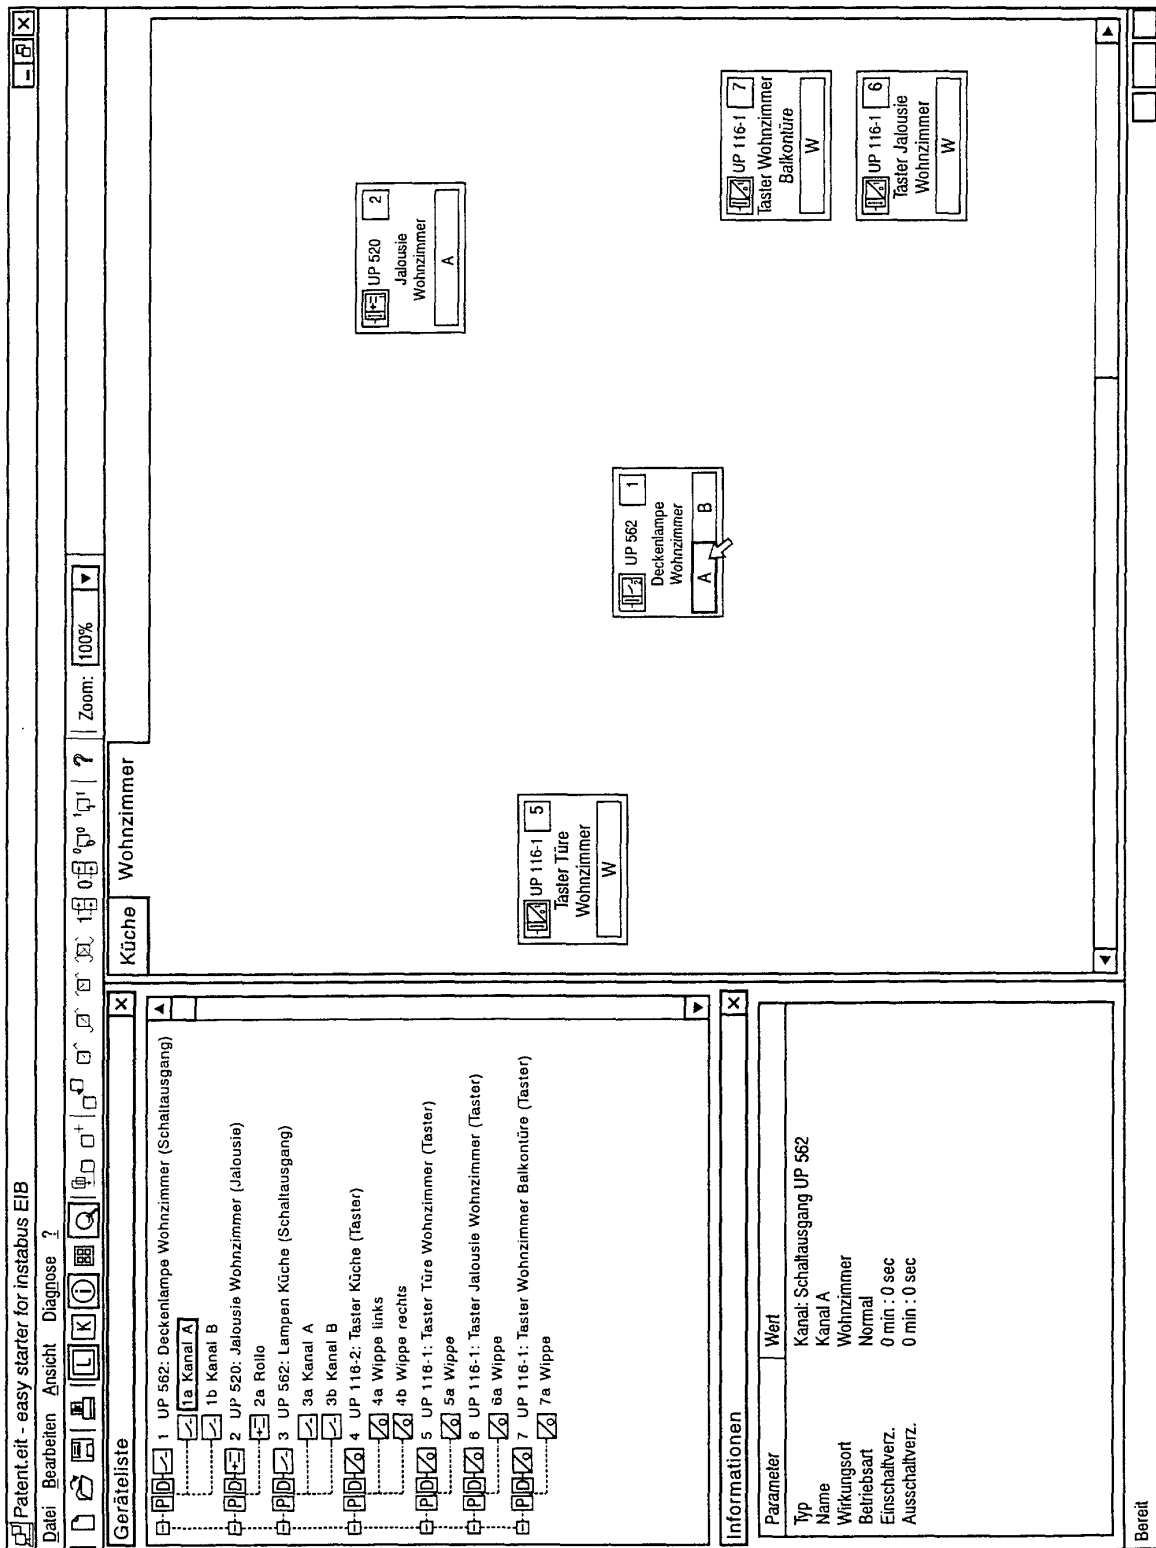 Patent.eit - easy starter for instabus EIB
Datei Bearbeiten Ansicht Diagnose ?
L K i Zoom: 100%
Geräteliste
P D 1 UP 562: Deckenlampe Wohnzimmer (Schaltausgang)
1a Kanal A
1b Kanal B
P D 2 UP 520: Jalousie Wohnzimmer (Jalousie)
2a Rollo
P D 3 UP 562: Lampen Küche (Schaltausgang)
3a Kanal A
3b Kanal B
P D 4 UP 116-2: Taster Küche (Taster)
4a Wippe links
4b Wippe rechts
P D 5 UP 116-1: Taster Türe Wohnzimmer (Taster)
5a Wippe
P D 6 UP 116-1: Taster Jalousie Wohnzimmer (Taster)
6a Wippe
P D 7 UP 116-1: Taster Wohnzimmer Balkontüre (Taster)
7a Wippe
Informationen
Parameter Wert
Typ Kanal: Schaltausgang UP 562
Name Kanal A
Wirkungsort Wohnzimmer
Betriebsart Normal
Einschaltverz. 0 min : 0 sec
Ausschaltverz. 0 min : 0 sec
Küche Wohnzimmer
UP 520 2
Jalousie
Wohnzimmer
A
UP 116-1 5
Taster Türe
Wohnzimmer
W
UP 562 1
Deckenlampe
Wohnzimmer
A B
UP 116-1 7
Taster Wohnzimmer
Balkontüre
W
UP 116-1 6
Taster Jalousie
Wohnzimmer
W
Bereit